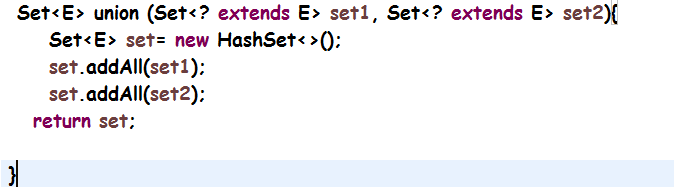 Set<E> union (Set<? extends E> set1, Set<? extends E> set2){
Set<E> set= new HashSet<>();
set.addAll(set1);
set.addAll(set2);
return set;
}